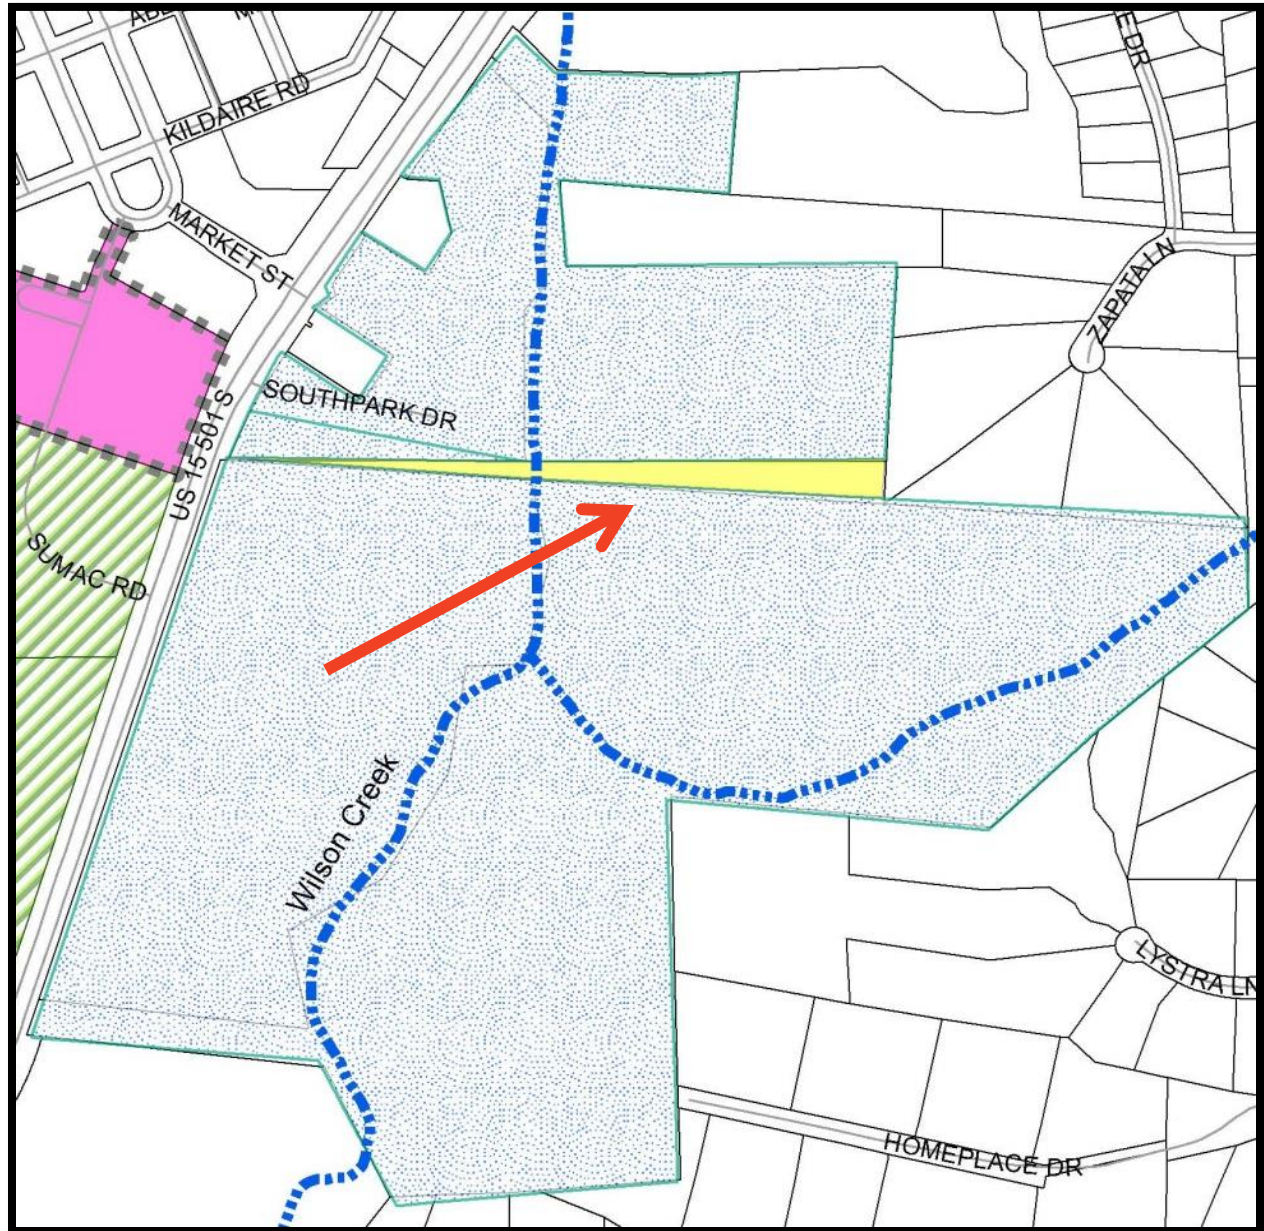 KILDAIRE RD
MARKET ST
ZAPATA LN
SOUTHPARK DR
US 15 501 S
SUMAC RD
Wilson Creek
LYSTRA LN
HOMEPLACE DR